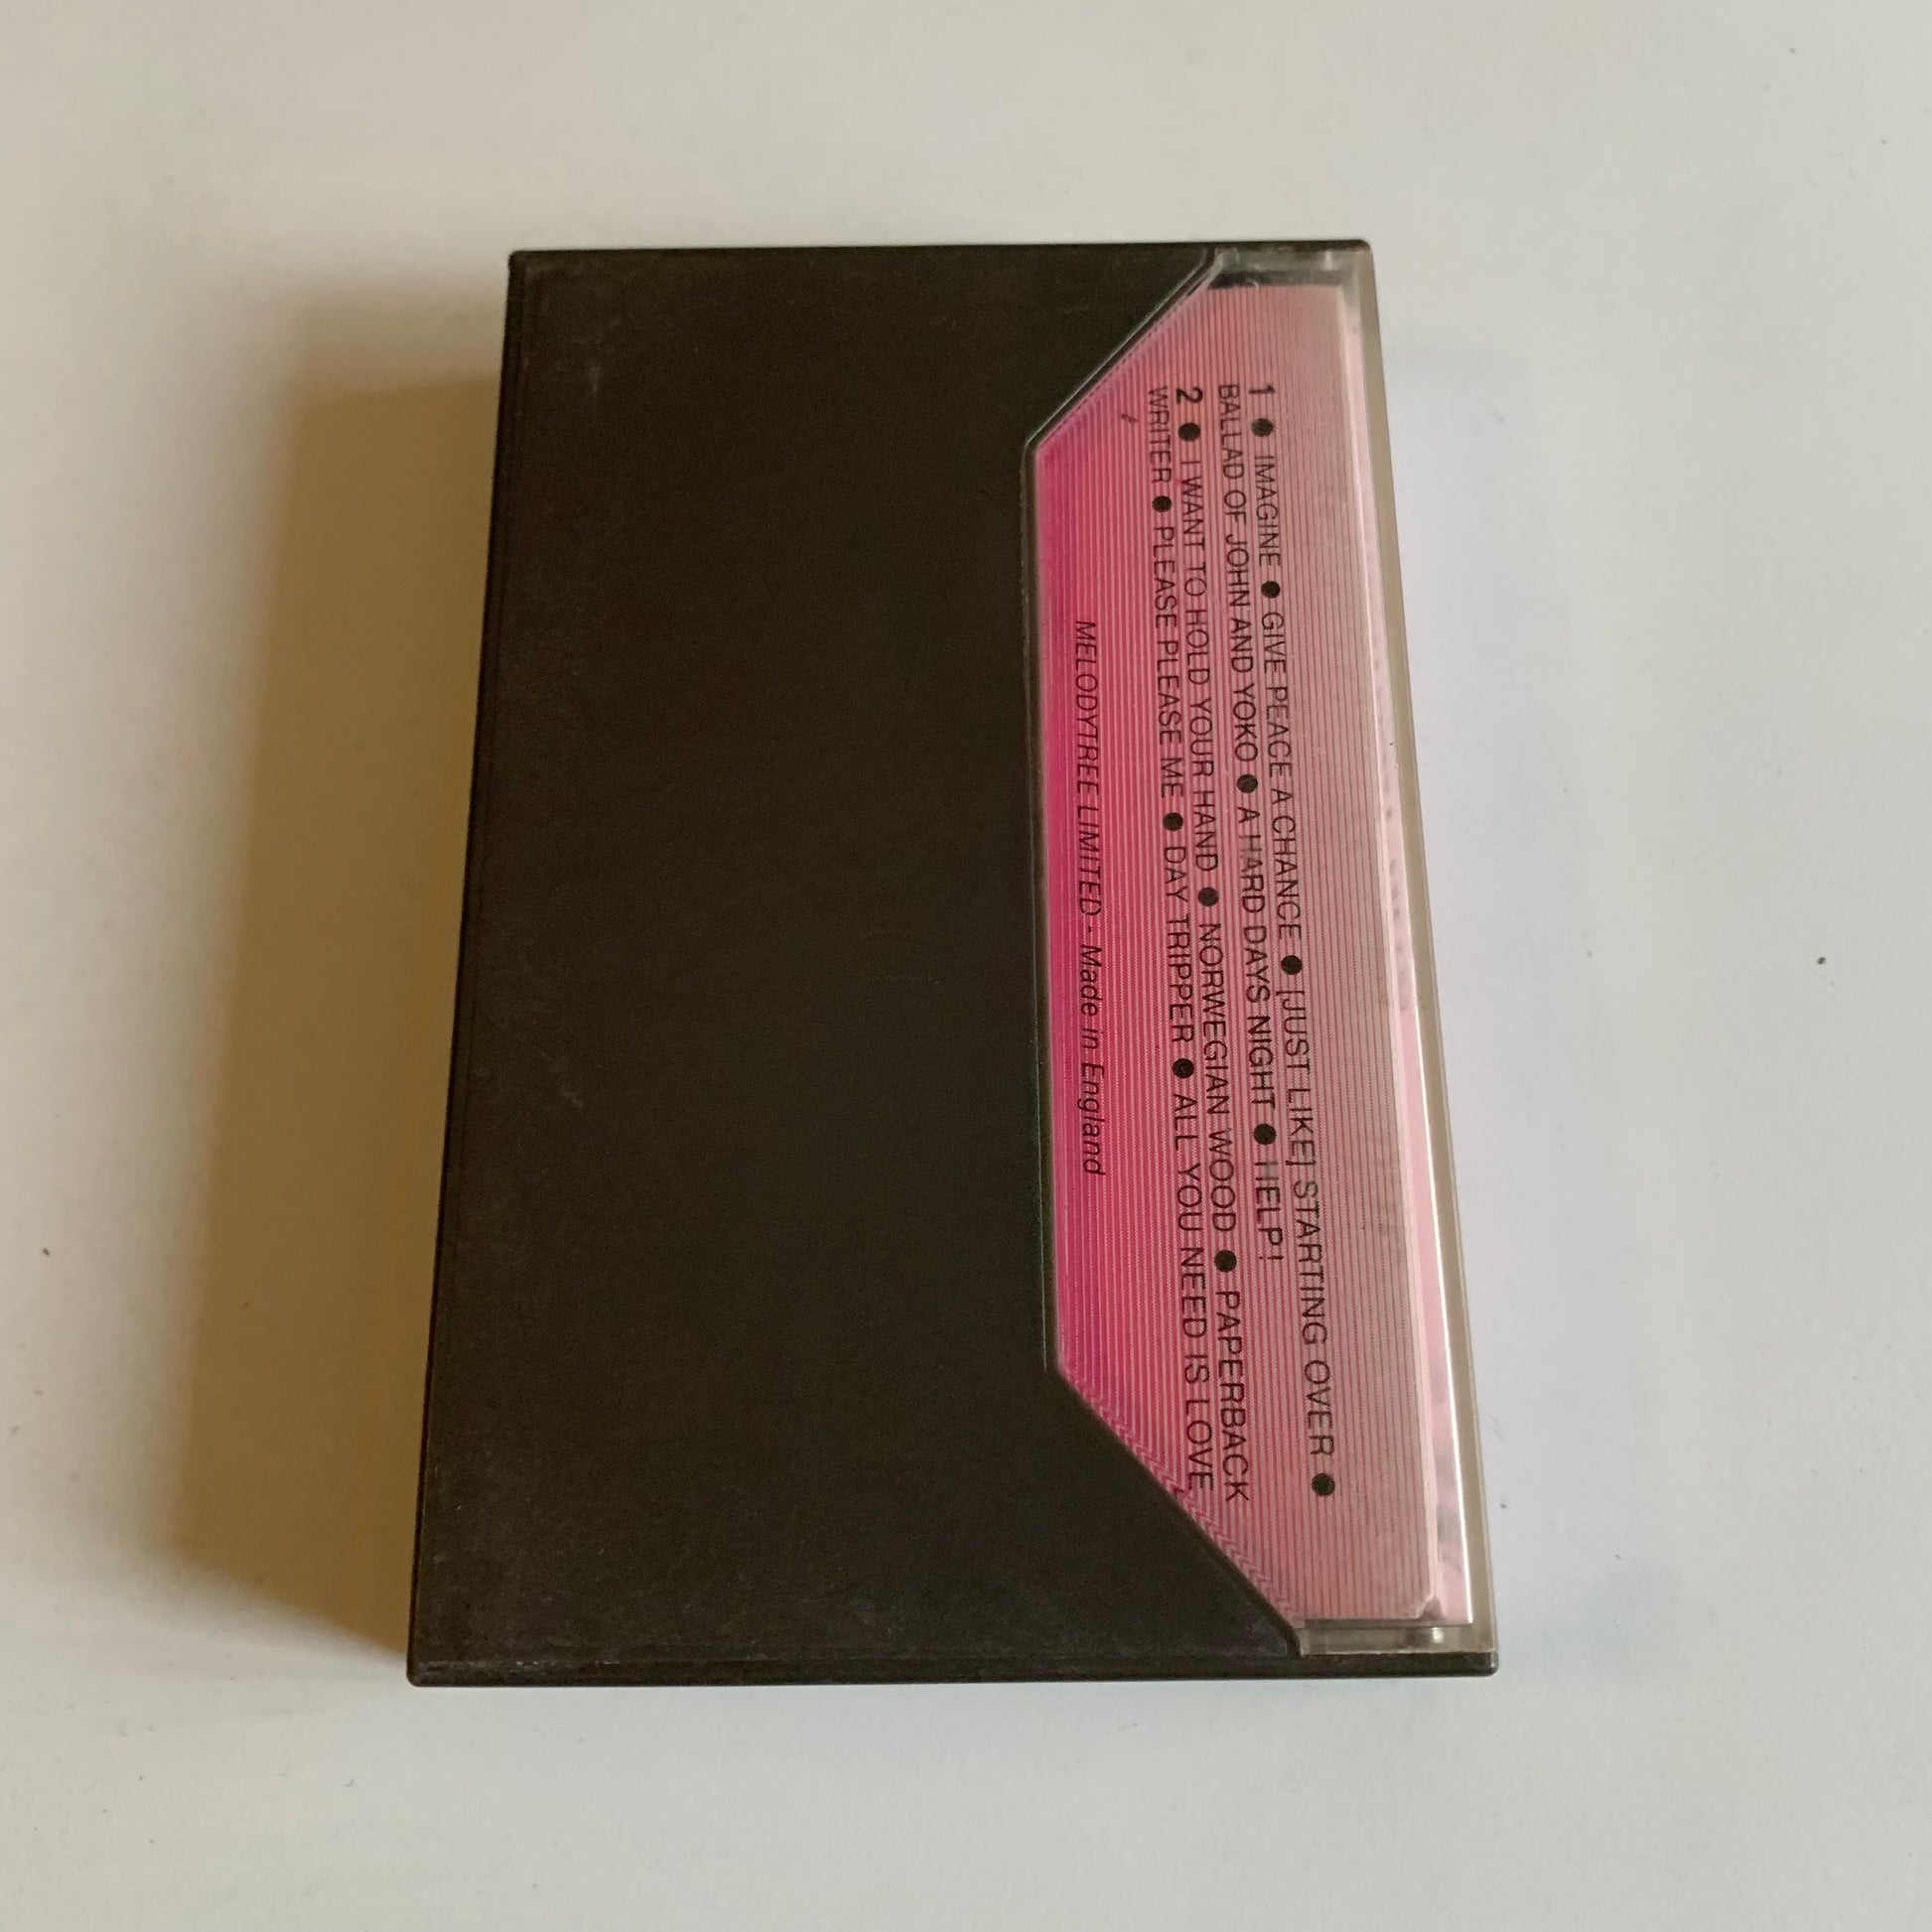 1 ● IMAGINE ● GIVE PEACE A CHANCE ● [JUST LIKE] STARTING OVER ●
BALLAD OF JOHN AND YOKO ● A HARD DAYS NIGHT ● HELP!
2 ● I WANT TO HOLD YOUR HAND ● NORWEGIAN WOOD ● PAPERBACK
WRITER ● PLEASE PLEASE ME ● DAY TRIPPER ● ALL YOU NEED IS LOVE
MELODYTREE LIMITED - Made in England